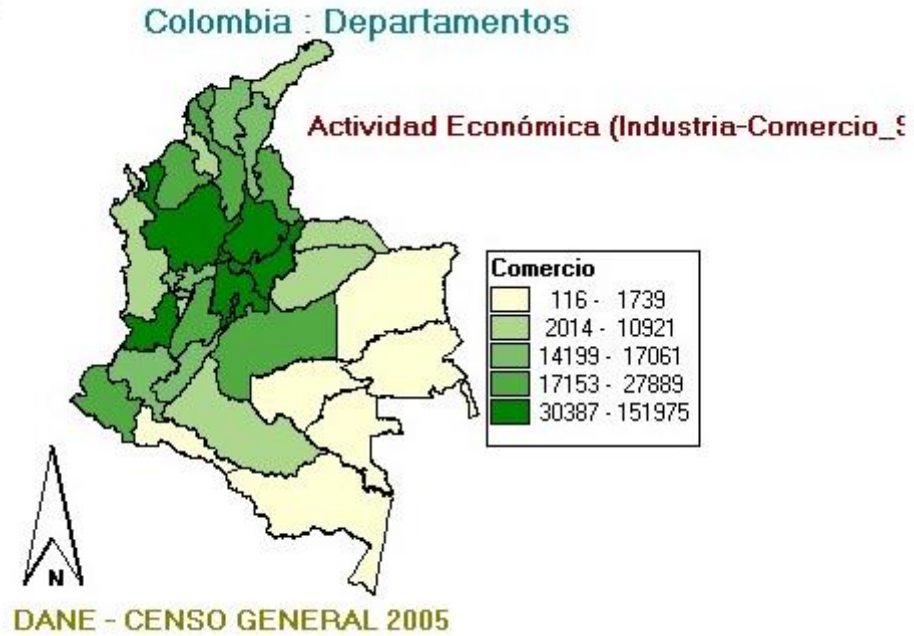 Colombia : Departamentos
Actividad Económica (Industria-Comercio_S
Comercio
116 - 1739
2014 - 10921
14199 - 17061
17153 - 27889
30387 - 151975
N
DANE - CENSO GENERAL 2005